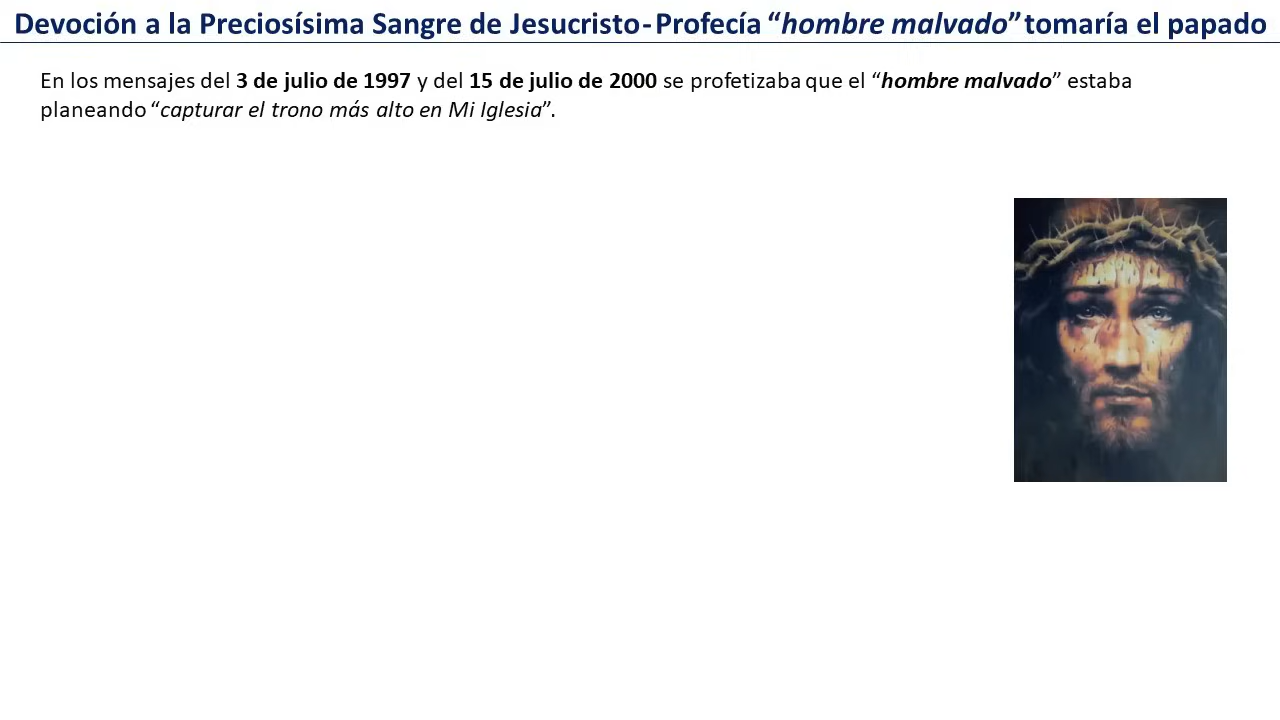 Devoción a la Preciosísima Sangre de Jesucristo - Profecía “hombre malvado” tomaría el papado
En los mensajes del 3 de julio de 1997 y del 15 de julio de 2000 se profetizaba que el “hombre malvado” estaba
planeando “capturar el trono más alto en Mi Iglesia”.